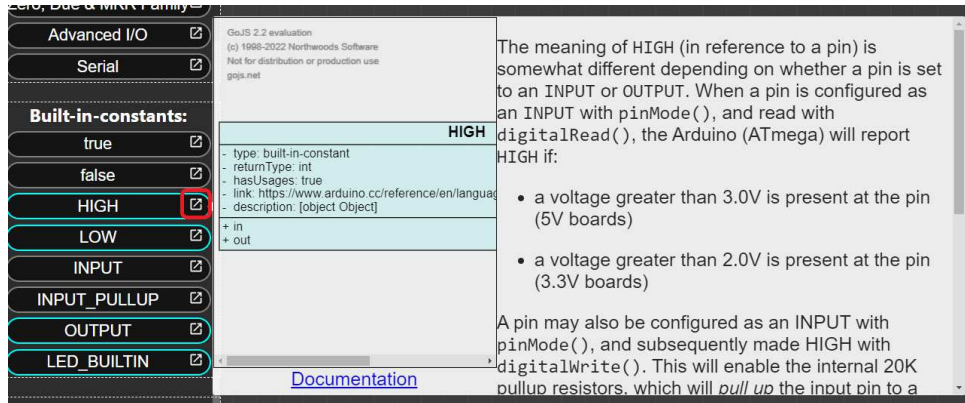 Zero, Due & MKR Family
Advanced I/O
Serial
Built-in-constants:
true
false
HIGH
LOW
INPUT
INPUT_PULLUP
OUTPUT
LED_BUILTIN
GoJS 2.2 evaluation
(c) 1998-2022 Northwoods Software
Not for distribution or production use
gojs.net
HIGH
- type: built-in-constant
- returnType: int
- hasUsages: true
- link: https://www.arduino.cc/reference/en/languag
- description: [object Object]
+ in
+ out
Documentation
The meaning of HIGH (in reference to a pin) is
somewhat different depending on whether a pin is set
to an INPUT or OUTPUT. When a pin is configured as
an INPUT with pinMode(), and read with
digitalRead(), the Arduino (ATmega) will report
HIGH if:
• a voltage greater than 3.0V is present at the pin
(5V boards)
• a voltage greater than 2.0V is present at the pin
(3.3V boards)
A pin may also be configured as an INPUT with
pinMode(), and subsequently made HIGH with
digitalWrite(). This will enable the internal 20K
pullup resistors, which will pull up the input pin to a